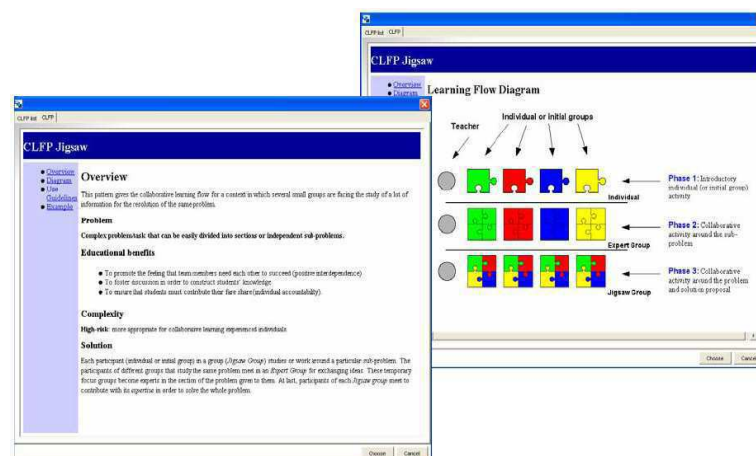 CLFP list CLFP
CLFP Jigsaw
Overview
Diagram
Learning Flow Diagram
Teacher
Individual or initial groups
Individual
Expert Group
Jigsaw Group
Phase 1: Introductory
individual (or initial group)
activity
Phase 2: Collaborative
activity around the sub-
problem
Phase 3: Collaborative
activity around the problem
and solution proposal
Choose Cancel
CLFP list CLFP
CLFP Jigsaw
Overview
Diagram
Use
Guidelines
Example
Overview
This pattern gives the collaborative learning flow for a context in which several small groups are facing the study of a lot of
information for the resolution of the same problem.
Problem
Complex problem/task that can be easily divided into sections or independent sub-problems.
Educational benefits
To promote the feeling that team members need each other to succeed (positive interdependence)
To foster discussion in order to construct students' knowledge
To ensure that students must contribute their fare share (individual accountability)
Complexity
High-risk: more appropriate for collaborative learning experienced individuals
Solution
Each participant (individual or initial group) in a group (Jigsaw Group) studies or work around a particular sub-problem. The
participants of different groups that study the same problem meet in an Expert Group for exchanging ideas. These temporary
focus groups become experts in the section of the problem given to them. At last, participants of each Jigsaw group meet to
contribute with its expertise in order to solve the whole problem.
Choose Cancel